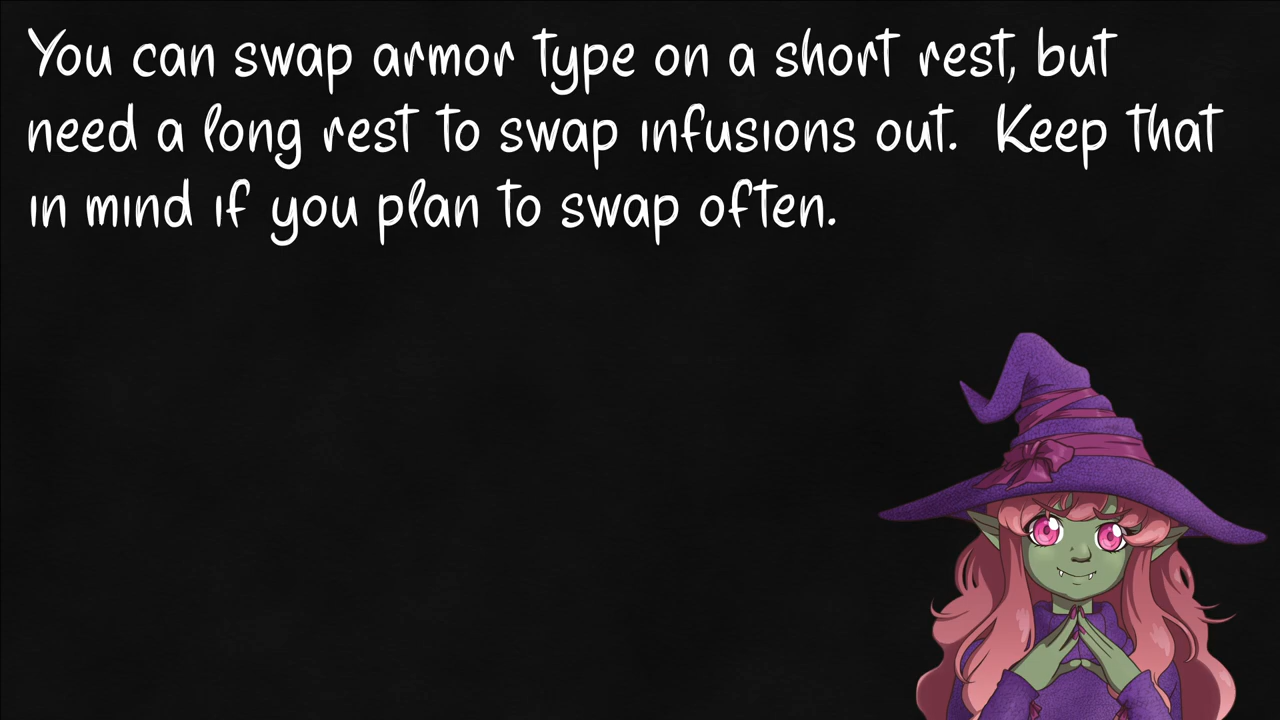 You can swap armor type on a short rest, but
need a long rest to swap infusions out. Keep that
in mind if you plan to swap often.